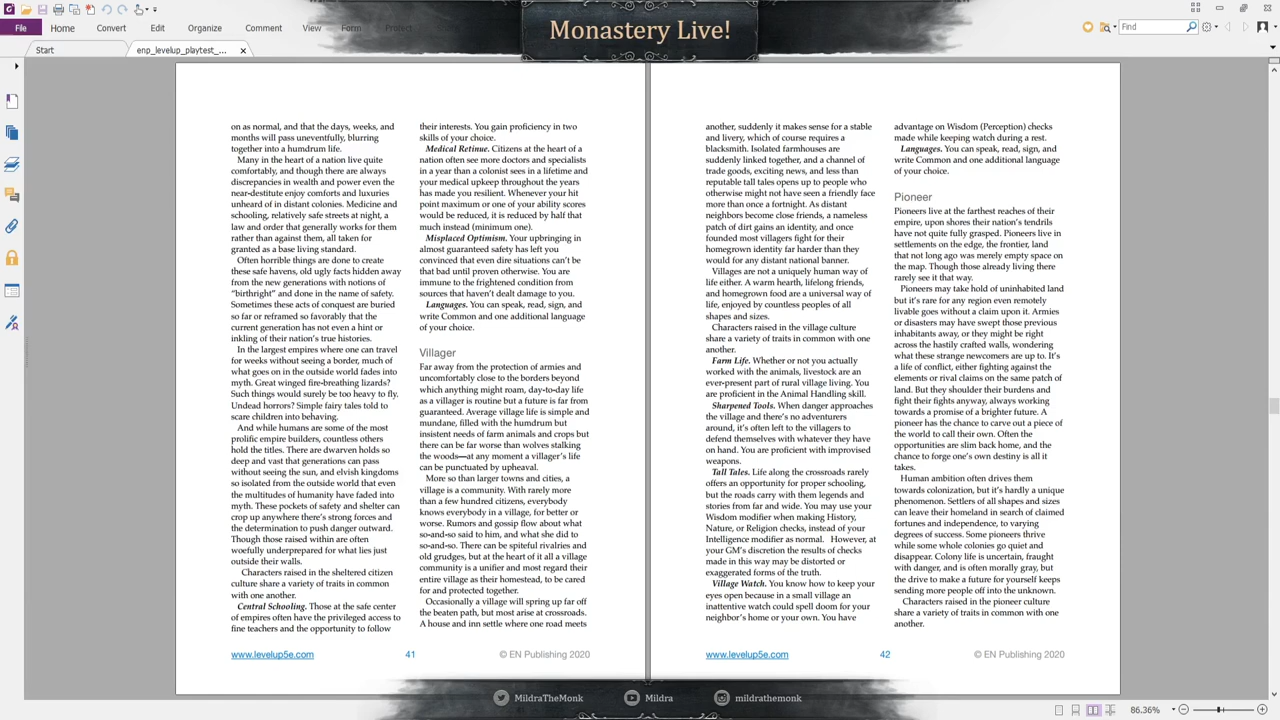 Monastery Live!
File
Home
Convert
Edit
Organize
Comment
View
Form
Protect
Find
Start
enp_levelup_playtest_...
on as normal, and that the days, weeks, and
months will pass uneventfully, blurring
together into a humdrum life.
Many in the heart of a nation live quite
comfortably, and though there are always
discrepancies in wealth and power even the
near-destitute enjoy comforts and luxuries
unheard of in distant colonies. Medicine and
schooling, relatively safe streets at night, a
law and order that generally works for them
rather than against them, all taken for
granted as a base living standard.
Often horrible things are done to create
these safe havens, old ugly facts hidden away
from the new generations with notions of
“birthright” and done in the name of safety.
Sometimes these acts of conquest are buried
so far or reframed so favorably that the
current generation has not even a hint or
inkling of their nation's true histories.
In the largest empires where one can travel
for weeks without seeing a border, much of
what goes on in the outside world fades into
myth. Great winged fire-breathing lizards?
Such things would surely be too heavy to fly.
Undead horrors? Simple fairy tales told to
scare children into behaving.
And while humans are some of the most
prolific empire builders, countless others
hold the titles. There are dwarven holds so
deep and vast that generations can pass
without seeing the sun, and elvish kingdoms
so isolated from the outside world that even
the multitudes of humanity have faded into
myth. These pockets of safety and shelter can
crop up anywhere there's strong forces and
the determination to push danger outward.
Though those raised within are often
woefully underprepared for what lies just
outside their walls.
Characters raised in the sheltered citizen
culture share a variety of traits in common
with one another.
Central Schooling. Those at the safe center
of empires often have the privileged access to
fine teachers and the opportunity to follow
their interests. You gain proficiency in two
skills of your choice.
Medical Retinue. Citizens at the heart of a
nation often see more doctors and specialists
in a year than a colonist sees in a lifetime and
your medical upkeep throughout the years
has made you resilient. Whenever your hit
point maximum or one of your ability scores
would be reduced, it is reduced by half that
much instead (minimum one).
Misplaced Optimism. Your upbringing in
almost guaranteed safety has left you
convinced that even dire situations can't be
that bad until proven otherwise. You are
immune to the frightened condition from
sources that haven't dealt damage to you.
Languages. You can speak, read, sign, and
write Common and one additional language
of your choice.
Villager
Far away from the protection of armies and
uncomfortably close to the borders beyond
which anything might roam, day-to-day life
as a villager is routine but a future is far from
guaranteed. Average village life is simple and
mundane, filled with the humdrum but
insistent needs of farm animals and crops but
there can be far worse than wolves stalking
the woods—at any moment a villager's life
can be punctuated by upheaval.
More so than larger towns and cities, a
village is a community. With rarely more
than a few hundred citizens, everybody
knows everybody in a village, for better or
worse. Rumors and gossip flow about what
so-and-so said to him, and what she did to
so-and-so. There can be spiteful rivalries and
old grudges, but at the heart of it all a village
community is a unifier and most regard their
entire village as their homestead, to be cared
for and protected together.
Occasionally a village will spring up far off
the beaten path, but most arise at crossroads.
A house and inn settle where one road meets
www.levelup5e.com
41
© EN Publishing 2020
another, suddenly it makes sense for a stable
and livery, which of course requires a
blacksmith. Isolated farmhouses are
suddenly linked together, and a channel of
trade goods, exciting news, and less than
reputable tall tales opens up to people who
otherwise might not have seen a friendly face
more than once a fortnight. As distant
neighbors become close friends, a nameless
patch of dirt gains an identity, and once
founded most villagers fight for their
homegrown identity far harder than they
would for any distant national banner.
Villages are not a uniquely human way of
life either. A warm hearth, lifelong friends,
and homegrown food are a universal way of
life, enjoyed by countless peoples of all
shapes and sizes.
Characters raised in the village culture
share a variety of traits in common with one
another.
Farm Life. Whether or not you actually
worked with the animals, livestock are an
ever-present part of rural village living. You
are proficient in the Animal Handling skill.
Sharpened Tools. When danger approaches
the village and there's no adventurers
around, it's often left to the villagers to
defend themselves with whatever they have
on hand. You are proficient with improvised
weapons.
Tall Tales. Life along the crossroads rarely
offers an opportunity for proper schooling,
but the roads carry with them legends and
stories from far and wide. You may use your
Wisdom modifier when making History,
Nature, or Religion checks, instead of your
Intelligence modifier as normal. However, at
your GM's discretion the results of checks
made in this way may be distorted or
exaggerated forms of the truth.
Village Watch. You know how to keep your
eyes open because in a small village an
inattentive watch could spell doom for your
neighbor's home or your own. You have
advantage on Wisdom (Perception) checks
made while keeping watch during a rest.
Languages. You can speak, read, sign, and
write Common and one additional language
of your choice.
Pioneer
Pioneers live at the farthest reaches of their
empire, upon shores their nation's tendrils
have not quite fully grasped. Pioneers live in
settlements on the edge, the frontier, land
that not long ago was merely empty space on
the map. Though those already living there
rarely see it that way.
Pioneers may take hold of uninhabited land
but it's rare for any region even remotely
livable goes without a claim upon it. Armies
or disasters may have swept those previous
inhabitants away, or they might be right
across the hastily crafted walls, wondering
what these strange newcomers are up to. It's
a life of conflict, either fighting against the
elements or rival claims on the same patch of
land. But they shoulder their burdens and
fight their fights anyway, always working
towards a promise of a brighter future. A
pioneer has the chance to carve out a piece of
the world to call their own. Often the
opportunities are slim back home, and the
chance to forge one's own destiny is all it
takes.
Human ambition often drives them
towards colonization, but it's hardly a unique
phenomenon. Settlers of all shapes and sizes
can leave their homeland in search of claimed
fortunes and independence, to varying
degrees of success. Some pioneers thrive
while some whole colonies go quiet and
disappear. Colony life is uncertain, fraught
with danger, and is often morally gray, but
the drive to make a future for yourself keeps
sending more people off into the unknown.
Characters raised in the pioneer culture
share a variety of traits in common with one
another.
www.levelup5e.com
42
© EN Publishing 2020
MildraTheMonk
Mildra
mildrathemonk
86.36%